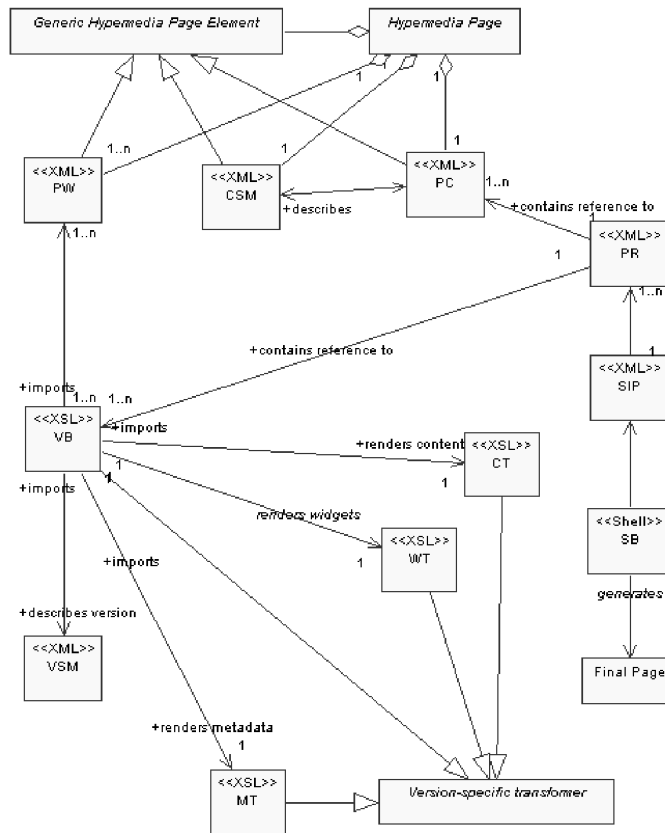 Generic Hypermedia Page Element
Hypermedia Page
1
1
1
1..n
1
1
<<XML>>
PW
<<XML>>
CSM
<<XML>>
PC
1..n
+describes
+contains reference to
1
1..n
1
<<XML>>
PR
1..n
+contains reference to
1
<<XML>>
SIP
+imports
1..n
1..n
<<XSL>>
VB
+imports
+renders content
<<XSL>>
CT
1
+imports
1
1
renders widgets
<<Shell>>
SB
<<XSL>>
WT
+imports
1
generates
+describes version
<<XML>>
VSM
Final Page
+renders metadata
1
<<XSL>>
MT
Version-specific transformer